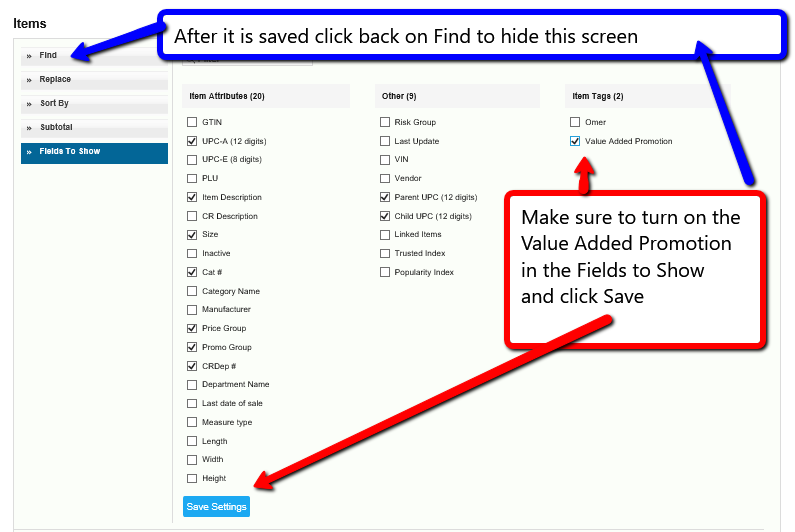 Items
After it is saved click back on Find to hide this screen
» Find
» Replace
» Sort By
» Subtotal
» Fields To Show
Item Attributes (20)
GTIN
UPC-A (12 digits)
UPC-E (8 digits)
PLU
Item Description
CR Description
Size
Inactive
Cat #
Category Name
Manufacturer
Price Group
Promo Group
CRDep #
Department Name
Last date of sale
Measure type
Length
Width
Height
Save Settings
Other (9)
Risk Group
Last Update
VIN
Vendor
Parent UPC (12 digits)
Child UPC (12 digits)
Linked Items
Trusted Index
Popularity Index
Item Tags (2)
Omer
Value Added Promotion
Make sure to turn on the
Value Added Promotion
in the Fields to Show
and click Save